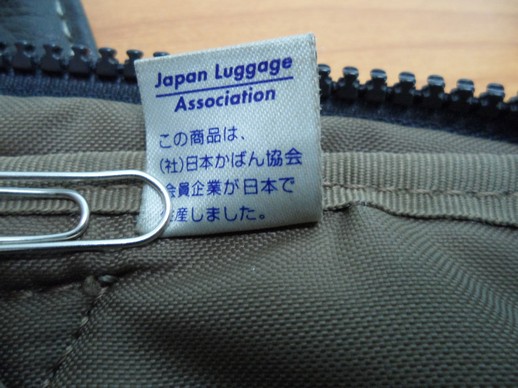 Japan Luggage
Association
この商品は、
(社)日本かばん協会
会員企業が日本で
産しました。